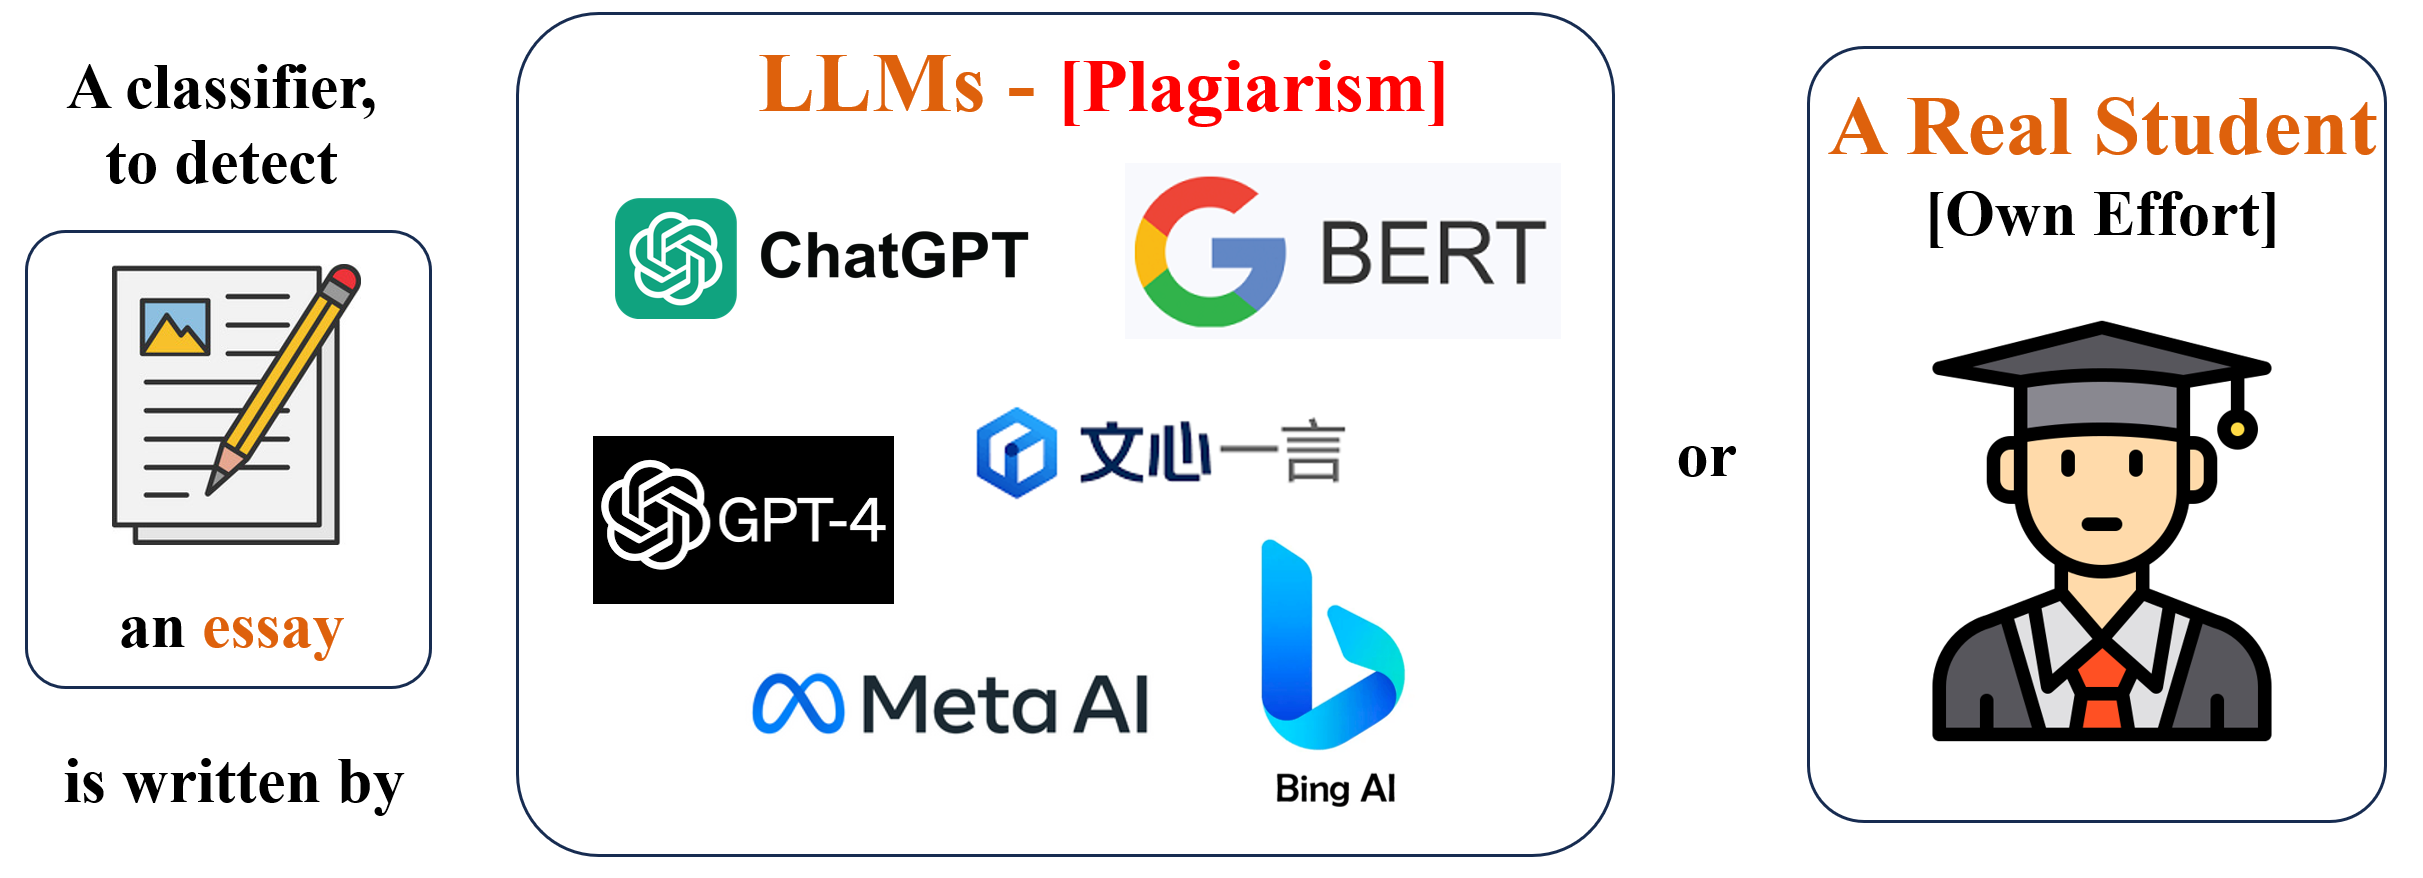 A classifier,
to detect
an essay
is written by
LLMs - [Plagiarism]
ChatGPT
BERT
GPT-4
文心一言
Meta AI
Bing AI
or
A Real Student
[Own Effort]